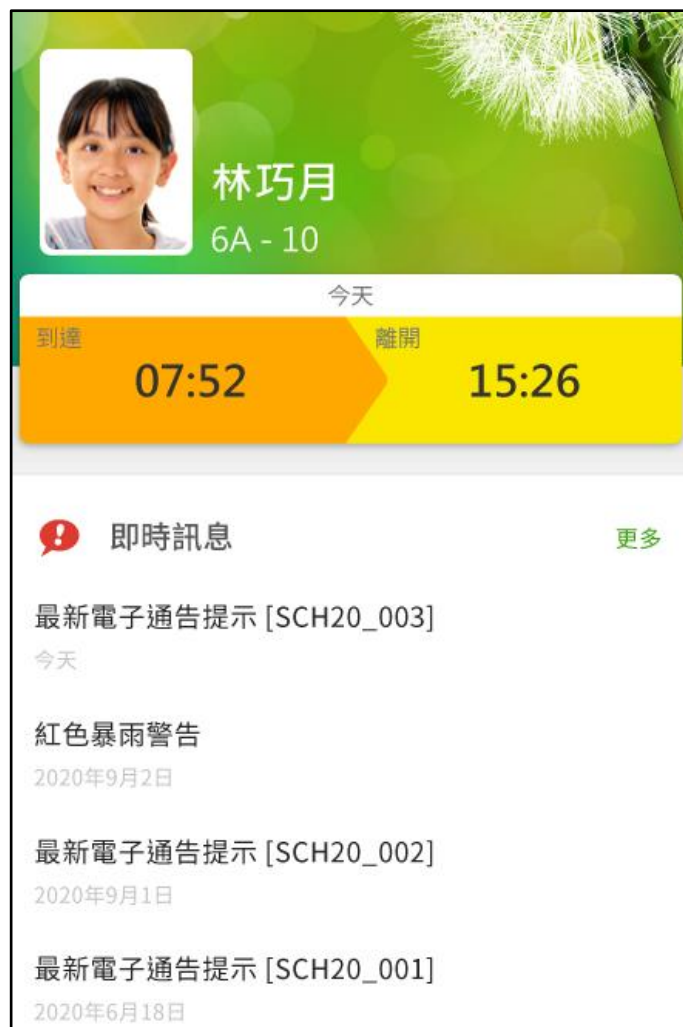 林巧月
6A - 10
今天
到達
離開
07:52
15:26
即時訊息
更多
最新電子通告提示 [SCH20_003]
今天
紅色暴雨警告
2020年9月2日
最新電子通告提示 [SCH20_002]
2020年9月1日
最新電子通告提示 [SCH20_001]
2020年6月18日